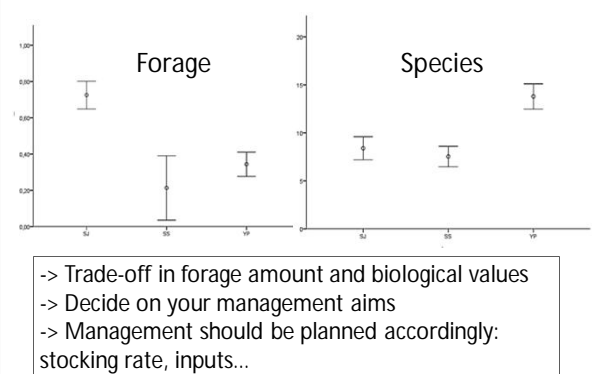 Forage
1,00
0,80
0,60
0,40
0,20
0,00
SJ SS YP
Species
20
15
10
5
0
SJ SS YP
-> Trade-off in forage amount and biological values
-> Decide on your management aims
-> Management should be planned accordingly:
stocking rate, inputs...